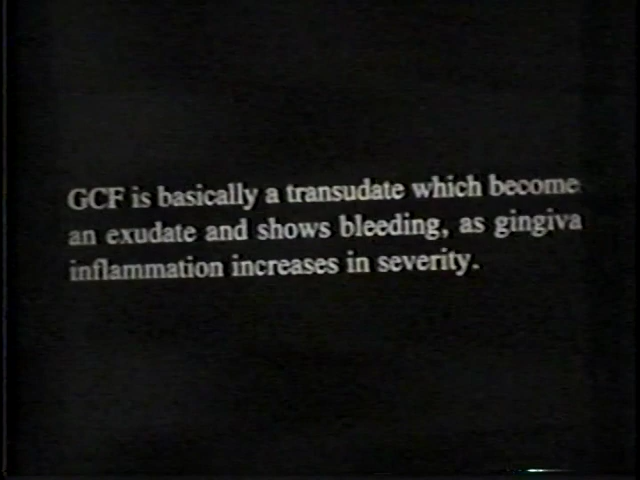 GCF is basically a transudate which become
an exudate and shows bleeding, as gingiva
inflammation increases in severity.